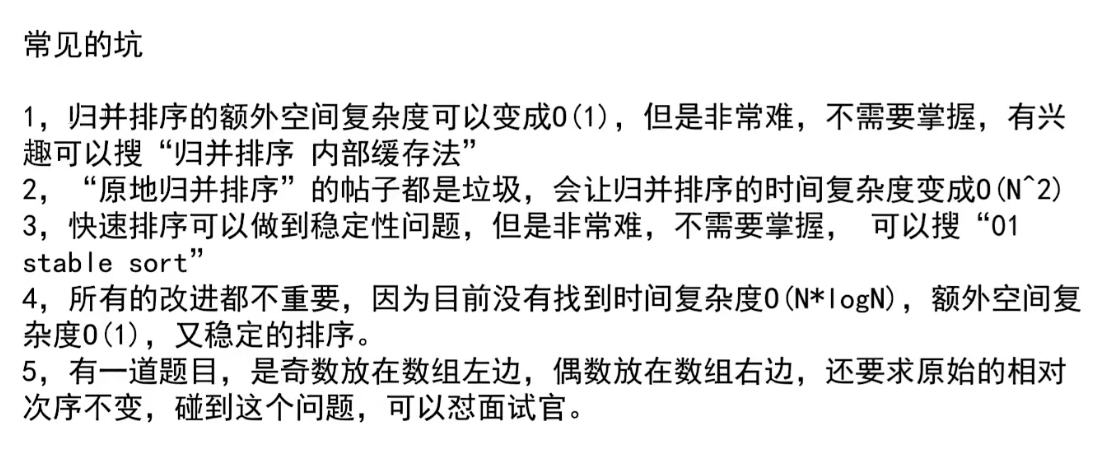 常见的坑
1，归并排序的额外空间复杂度可以变成O(1)，但是非常难，不需要掌握，有兴
趣可以搜“归并排序 内部缓存法”
2，“原地归并排序”的帖子都是垃圾，会让归并排序的时间复杂度变成O(N^2)
3，快速排序可以做到稳定性问题，但是非常难，不需要掌握， 可以搜“01
stable sort”
4，所有的改进都不重要，因为目前没有找到时间复杂度O(N*logN)，额外空间复
杂度O(1)，又稳定的排序。
5，有一道题目，是奇数放在数组左边，偶数放在数组右边，还要求原始的相对
次序不变，碰到这个问题，可以怼面试官。